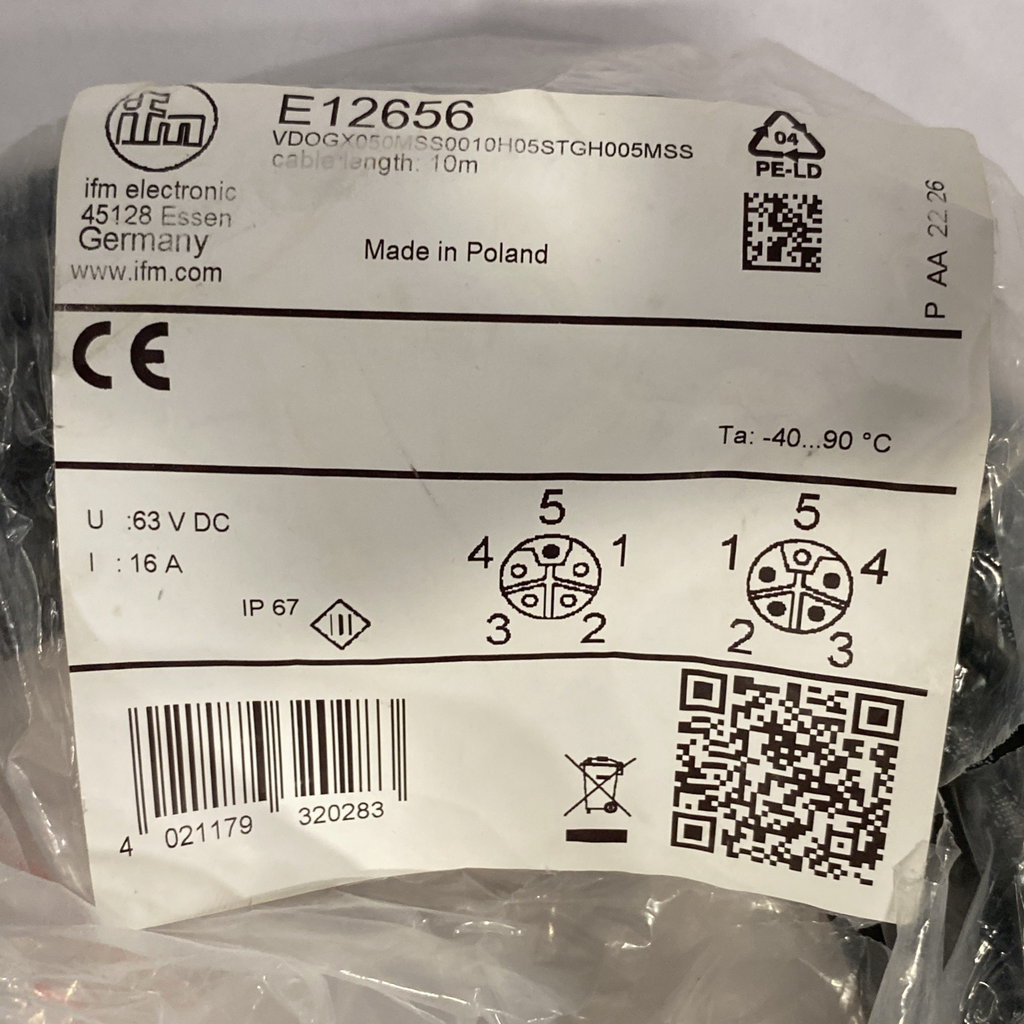 ifm
E12656
VDOGX050MSS0010H05STGH005MSS
cable length: 10m
ifm electronic
45128 Essen
Germany
www.ifm.com
Made in Poland
04
PE-LD
P AA 22 26
CE
Ta: -40...90 °C
U :63 V DC
I : 16 A
IP 67
5
4 1
3 2
5
1 4
2 3
4 021179 320283